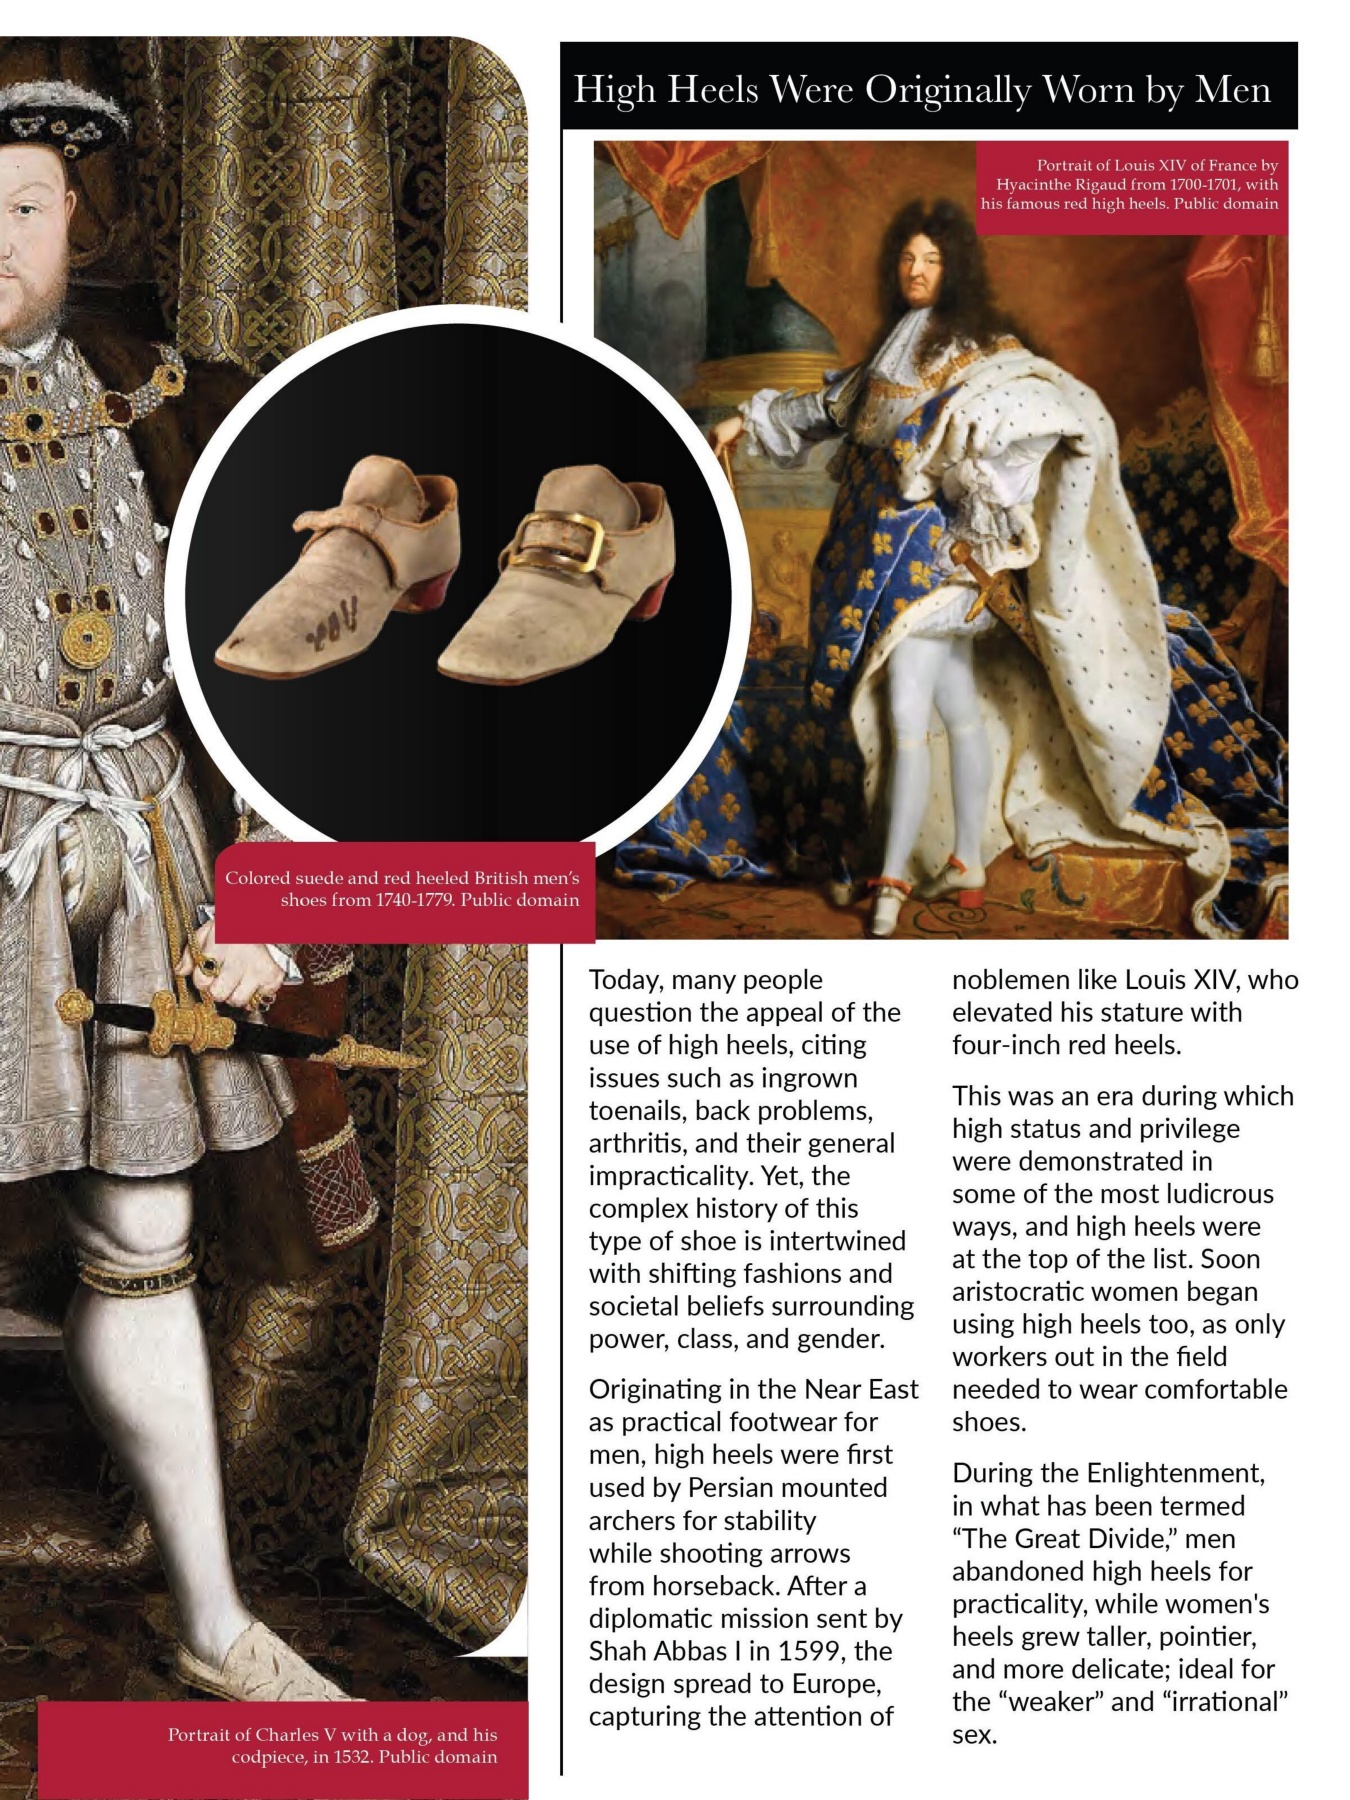 High Heels Were Originally Worn by Men
Portrait of Louis XIV of France by
Hyacinthe Rigaud from 1700-1701, with
his famous red high heels. Public domain
Colored suede and red heeled British men's
shoes from 1740-1779. Public domain
Portrait of Charles V with a dog, and his
codpiece, in 1532. Public domain
Today, many people
question the appeal of the
use of high heels, citing
issues such as ingrown
toenails, back problems,
arthritis, and their general
impracticality. Yet, the
complex history of this
type of shoe is intertwined
with shifting fashions and
societal beliefs surrounding
power, class, and gender.
Originating in the Near East
as practical footwear for
men, high heels were first
used by Persian mounted
archers for stability
while shooting arrows
from horseback. After a
diplomatic mission sent by
Shah Abbas I in 1599, the
design spread to Europe,
capturing the attention of
noblemen like Louis XIV, who
elevated his stature with
four-inch red heels.
This was an era during which
high status and privilege
were demonstrated in
some of the most ludicrous
ways, and high heels were
at the top of the list. Soon
aristocratic women began
using high heels too, as only
workers out in the field
needed to wear comfortable
shoes.
During the Enlightenment,
in what has been termed
“The Great Divide,” men
abandoned high heels for
practicality, while women's
heels grew taller, pointier,
and more delicate; ideal for
the “weaker” and “irrational”
sex.